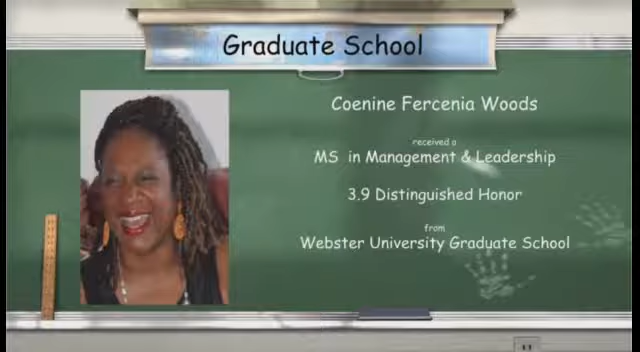 Graduate School
Coenine Fercenia Woods
received a
MS in Management & Leadership
3.9 Distinguished Honor
from
Webster University Graduate School